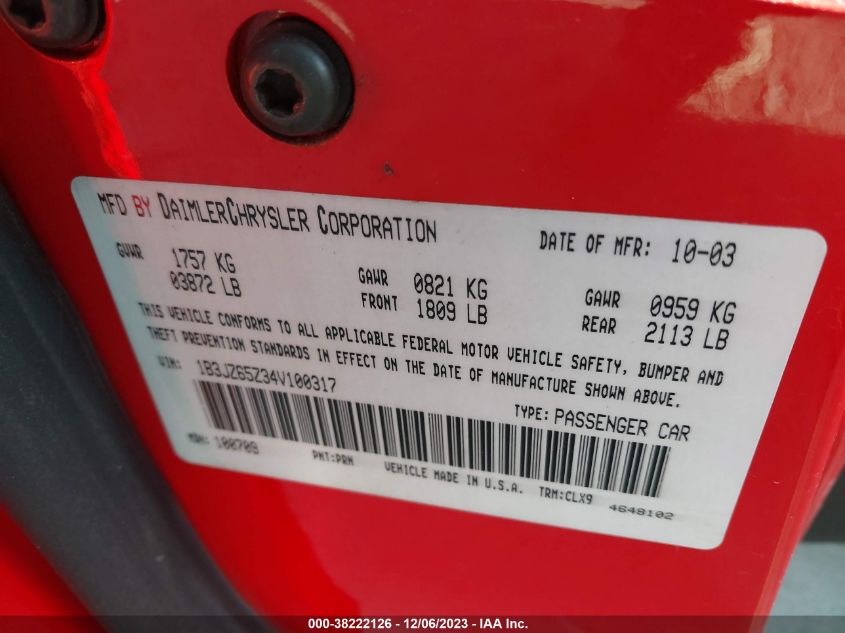 MFD BY DAIMLERCHRYSLER CORPORATION
DATE OF MFR: 10-03
GVWR 1757 KG
03872 LB
GAWR 0821 KG
FRONT 1809 LB
GAWR 0959 KG
REAR 2113 LB
THIS VEHICLE CONFORMS TO ALL APPLICABLE FEDERAL MOTOR VEHICLE SAFETY, BUMPER AND
THEFT PREVENTION STANDARDS IN EFFECT ON THE DATE OF MANUFACTURE SHOWN ABOVE.
VIN: 1B3JZ65Z34V100317
TYPE: PASSENGER CAR
MDH: 100709
PNT:PRN
VEHICLE MADE IN U.S.A.
TRM:CLX9
4648102
000-38222126 - 12/06/2023 - IAA Inc.